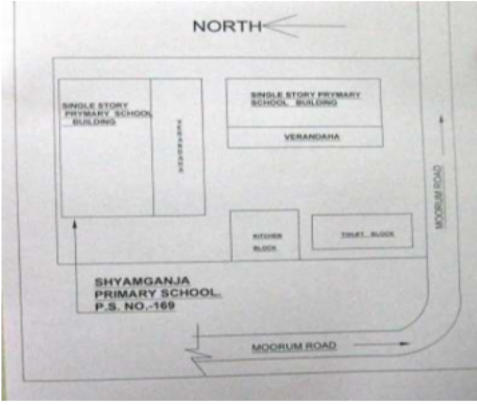 NORTH
SINGLE STORY
PRYMARY SCHOOL
BUILDING
VERANDAHA
SINGLE STORY PRYMARY
SCHOOL BUILDING
VERANDAHA
MOORUM ROAD
KITCHEN
BLOCK
TOILET BLOCK
SHYAMGANJA
PRIMARY SCHOOL.
P.S. NO.-169
MOORUM ROAD